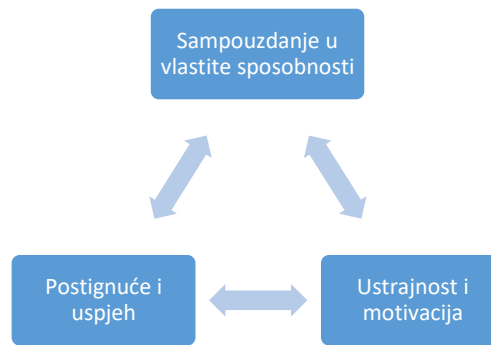 Sampouzdanje u
vlastite sposobnosti
Postignuće i
uspjeh
Ustrajnost i
motivacija